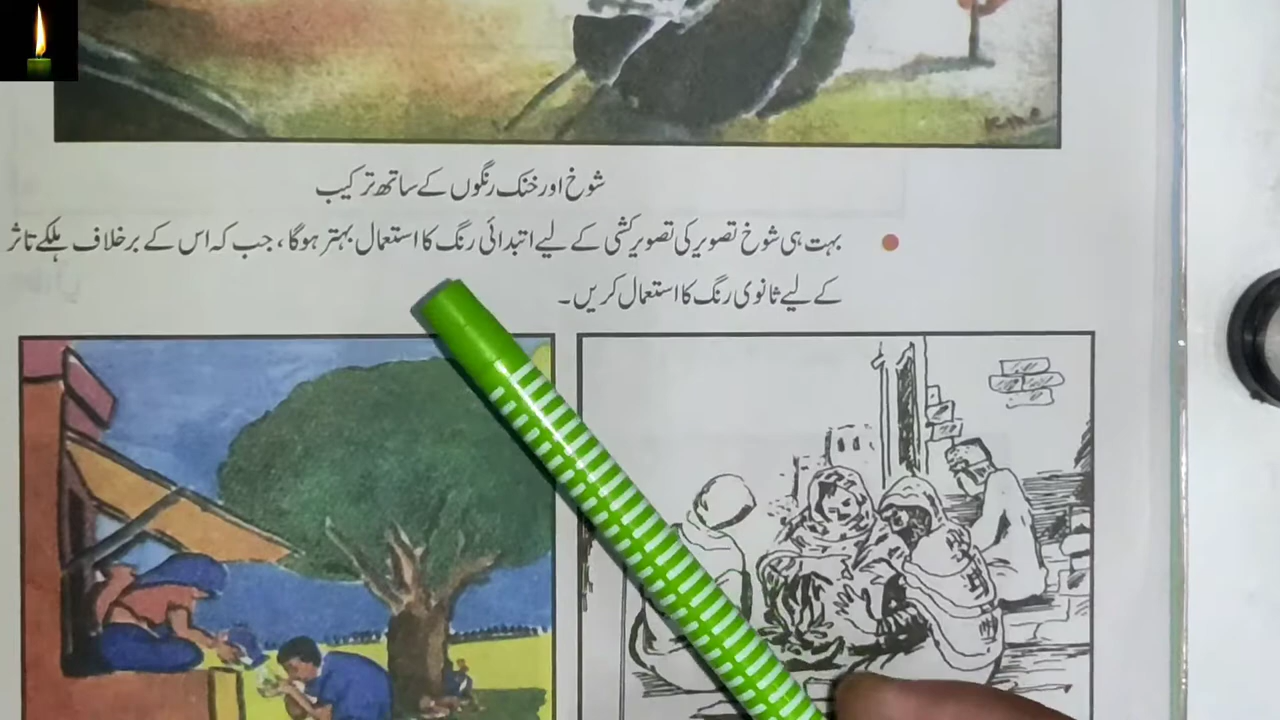 شوخ اور خنک رنگوں کے ساتھ ترکیب
بہت ہی شوخ تصویر کی تصویر کشی کے لیے ابتدائی رنگ کا استعمال بہتر ہوگا، جب کہ اس کے برخلاف ہلکے تاثر
کے لیے ثانوی رنگ کا استعمال کریں۔